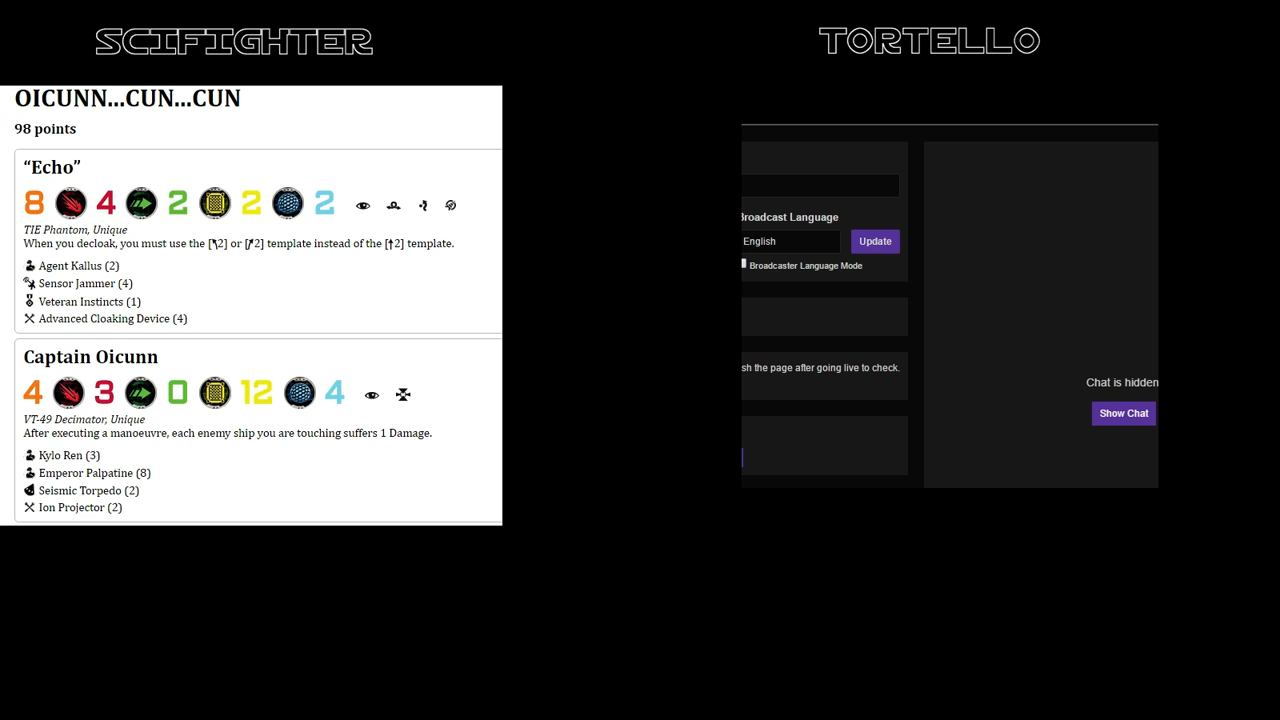 SCIFIGHTER
TORTELLO
OICUNN...CUN...CUN
98 points
“Echo”
8 4 2 2 2
TIE Phantom, Unique
When you decloak, you must use the [2] or [2] template instead of the [2] template.
Agent Kallus (2)
Sensor Jammer (4)
Veteran Instincts (1)
Advanced Cloaking Device (4)
Captain Oicunn
4 3 0 12 4
VT-49 Decimator, Unique
After executing a manoeuvre, each enemy ship you are touching suffers 1 Damage.
Kylo Ren (3)
Emperor Palpatine (8)
Seismic Torpedo (2)
Ion Projector (2)
Broadcast Language
English
Update
Broadcaster Language Mode
sh the page after going live to check.
Chat is hidden
Show Chat